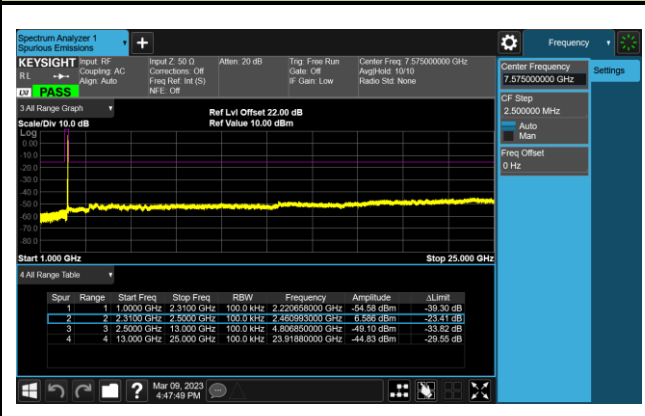 Spectrum Analyzer 1
Spurious Emissions
Frequency
KEYSIGHT Input: RF Input Z: 50 Ω Atten: 20 dB Trig: Free Run Center Freq: 7.575000000 GHz
RL Coupling: AC Corrections: Off Gate: Off Avg|Hold: 10/10
Align: Auto Freq Ref: Int (S) IF Gain: Low Radio Std: None
NFE: Off
LXI PASS
Center Frequency
7.575000000 GHz
Settings
CF Step
2.500000 MHz
Auto
Man
Freq Offset
0 Hz
3 All Range Graph
Ref Lvl Offset 22.00 dB
Scale/Div 10.0 dB Ref Value 10.00 dBm
Log
0.00
-10.0
-20.0
-30.0
-40.0
-50.0
-60.0
-70.0
-80.0
Start 1.000 GHz Stop 25.000 GHz
4 All Range Table
Spur Range Start Freq Stop Freq RBW Frequency Amplitude ΔLimit
1 1 1.0000 GHz 2.3100 GHz 100.0 kHz 2.220658000 GHz -54.58 dBm -39.30 dB
2 2 2.3100 GHz 2.5000 GHz 100.0 kHz 2.460993000 GHz 6.586 dBm -23.41 dB
3 3 2.5000 GHz 13.000 GHz 100.0 kHz 4.806850000 GHz -49.10 dBm -33.82 dB
4 4 13.000 GHz 25.000 GHz 100.0 kHz 23.91880000 GHz -44.83 dBm -29.55 dB
? Mar 09, 2023
4:47:49 PM